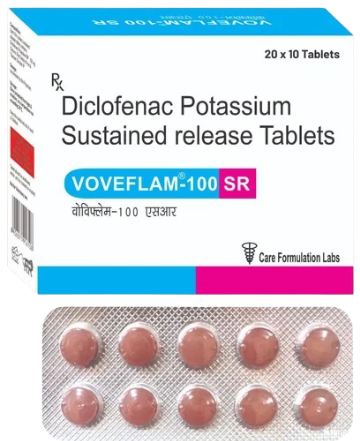 VOVEFLAM-100 SR
20 x 10 Tablets
Rx
Diclofenac Potassium
Sustained release Tablets
VOVEFLAM®-100 SR
वोविफ्लेम-100 एसआर
Care Formulation Labs